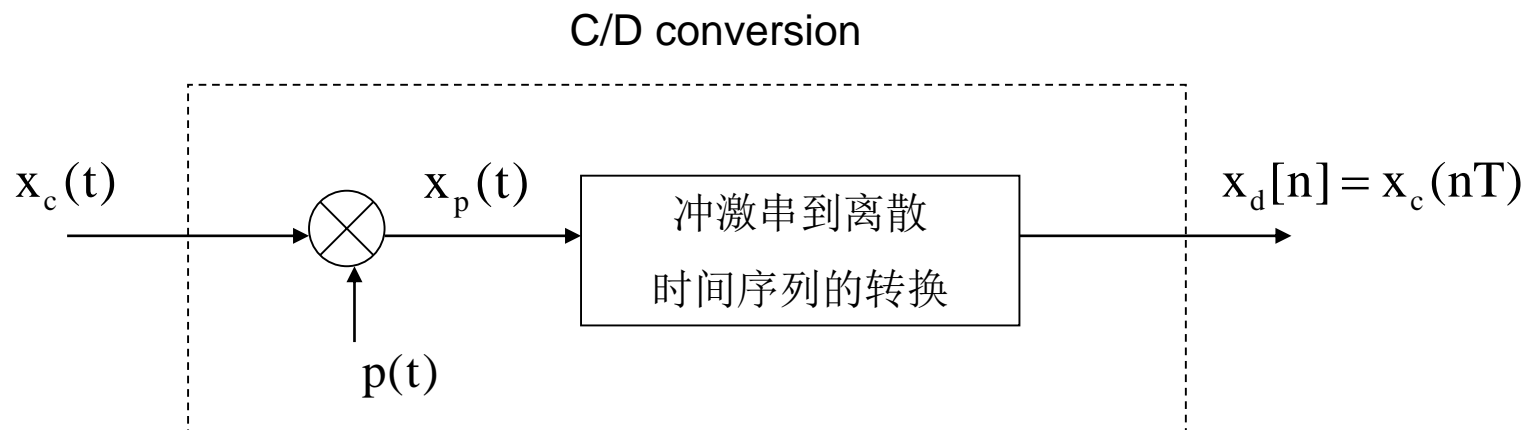 C/D conversion
x_c(t)
x_p(t)
冲激串到离散
时间序列的转换
x_d[n] = x_c(nT)
p(t)